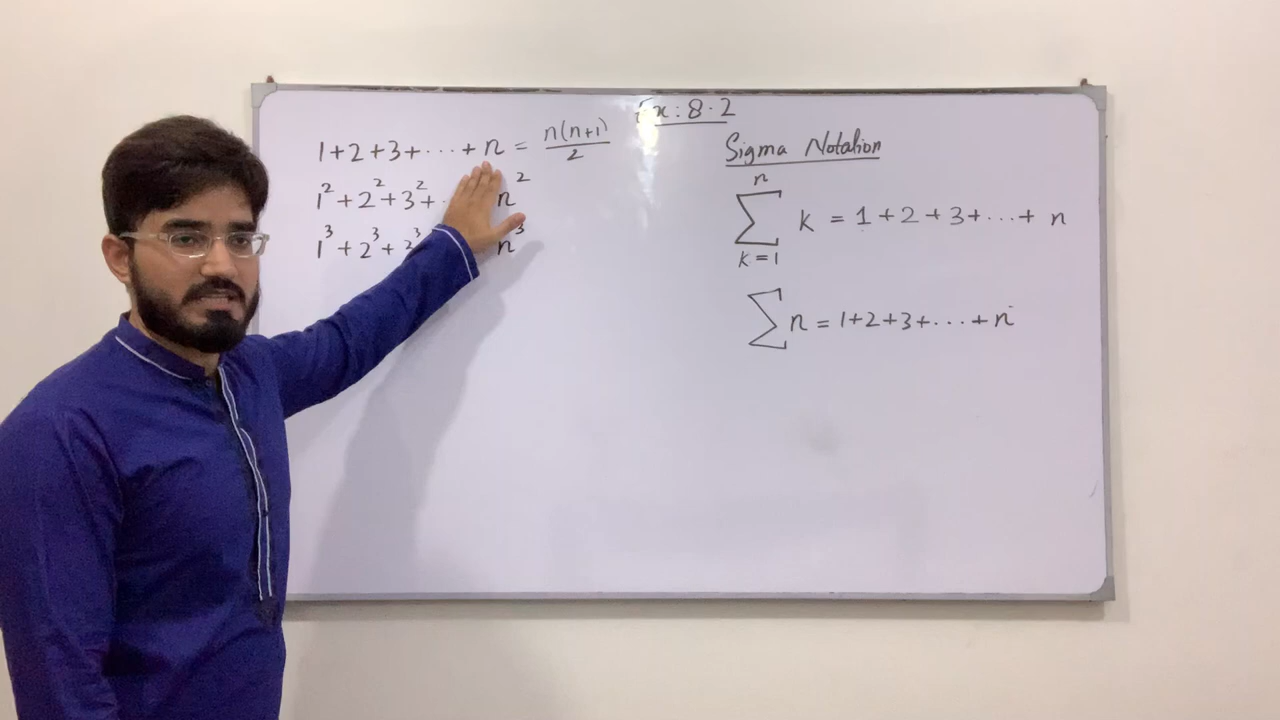 Ex: 8.2
1+2+3+...+n = n(n+1)/2
1²+2²+3²+. n²
1³+2³+ ³ n³
Sigma Notation
n
∑ k = 1+2+3+...+ n
k=1
∑ n = 1+2+3+...+n